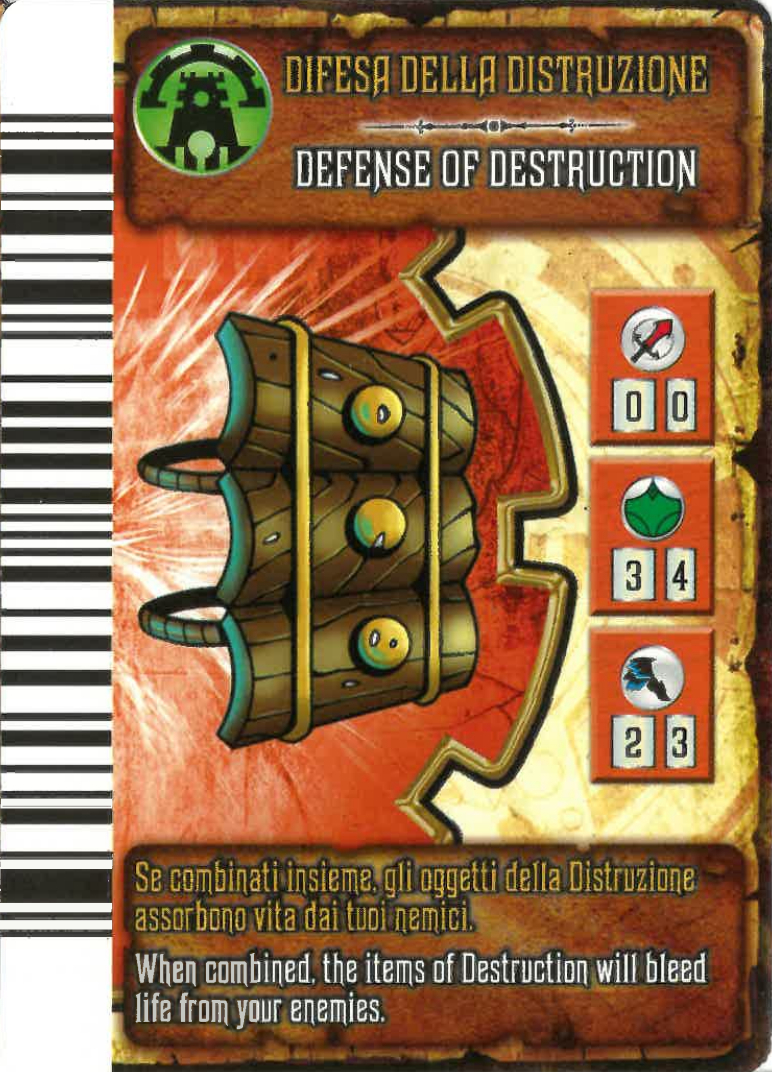 DIFESA DELLA DISTRUZIONE
DEFENSE OF DESTRUCTION
0 0
3 4
2 3
Se combinati insieme, gli oggetti della Distruzione
assorbono vita dai tuoi nemici.
When combined, the items of Destruction will bleed
life from your enemies.